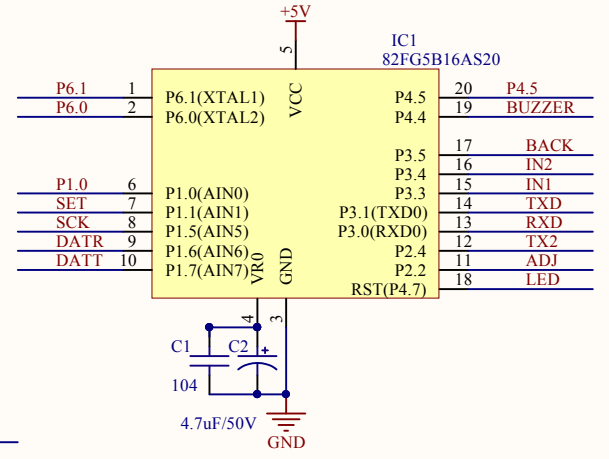 +5V
5
IC1
82FG5B16AS20
VCC
P6.1 1 P6.1(XTAL1)
P6.0 2 P6.0(XTAL2)
P1.0 6 P1.0(AIN0)
SET 7 P1.1(AIN1)
SCK 8 P1.5(AIN5)
DATR 9 P1.6(AIN6)
DATT 10 P1.7(AIN7)
P4.5 20 P4.5
P4.4 19 BUZZER
P3.5 17 BACK
P3.4 16 IN2
P3.3 15 IN1
P3.1(TXD0) 14 TXD
P3.0(RXD0) 13 RXD
P2.4 12 TX2
P2.2 11 ADJ
RST(P4.7) 18 LED
VR0
GND
4
3
C1
C2
+
104
4.7uF/50V
GND